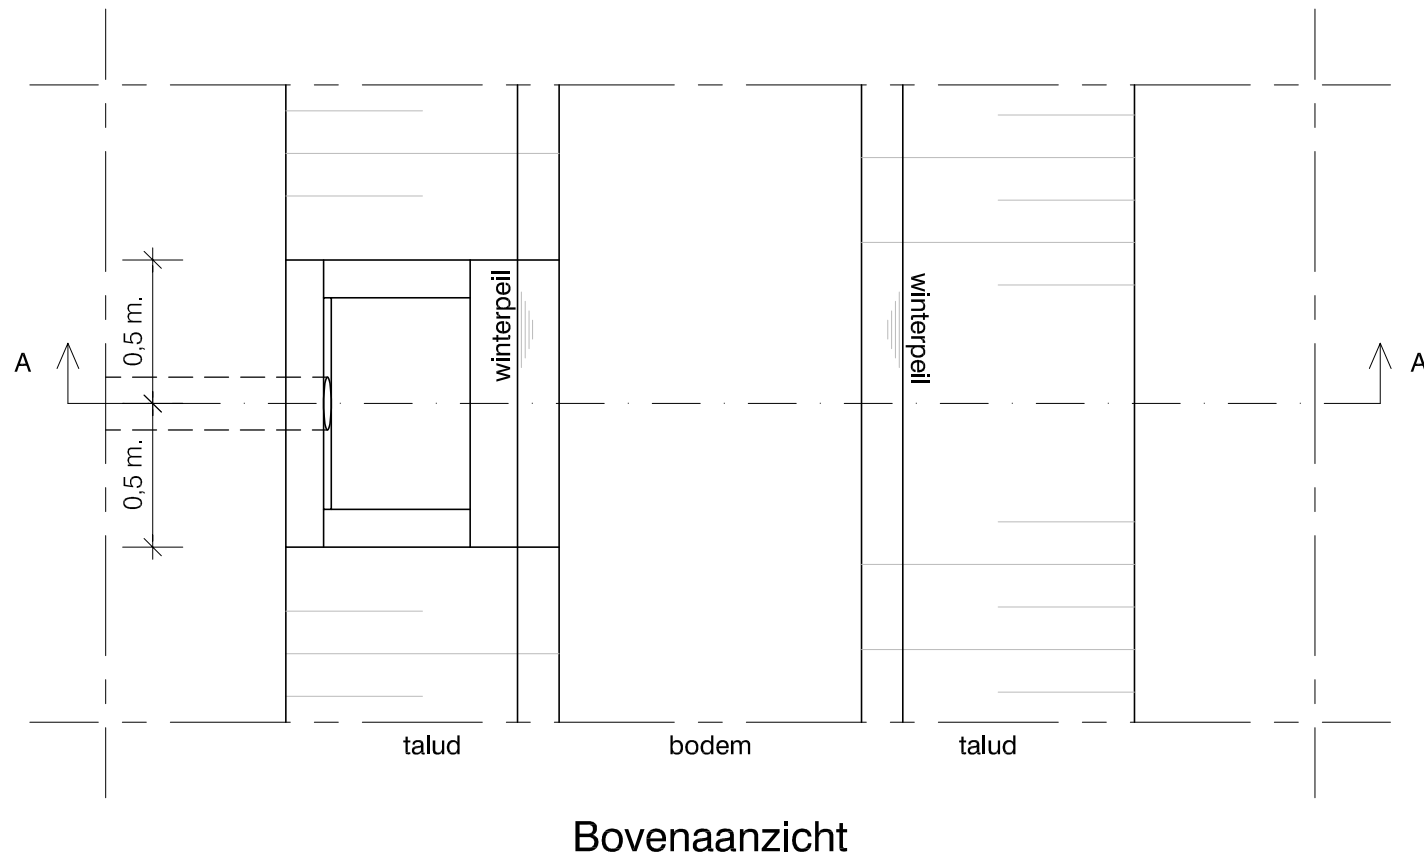 winterpeil
winterpeil
0,5 m.
A
A
0,5 m.
talud
bodem
talud
Bovenaanzicht